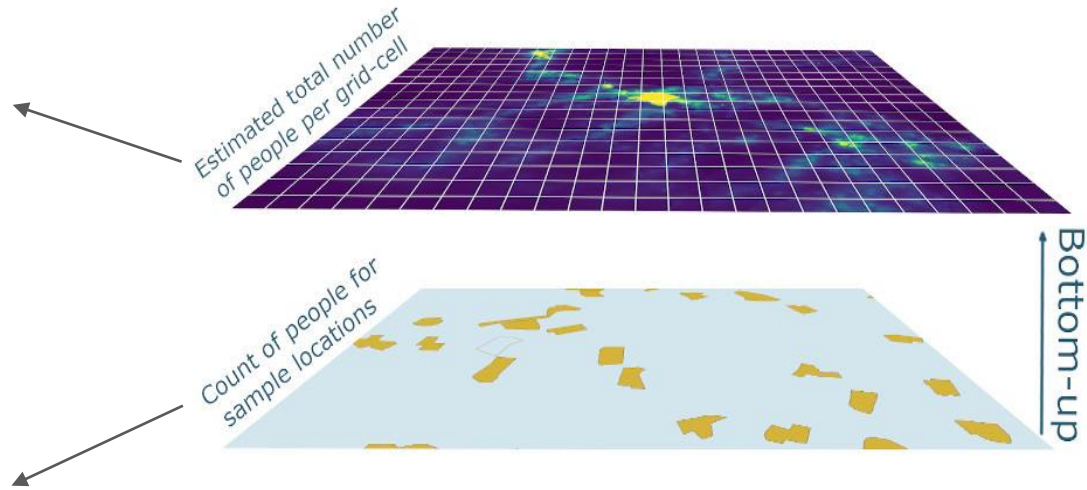 Estimated total number
of people per grid-cell
Count of people for
sample locations
Bottom-up